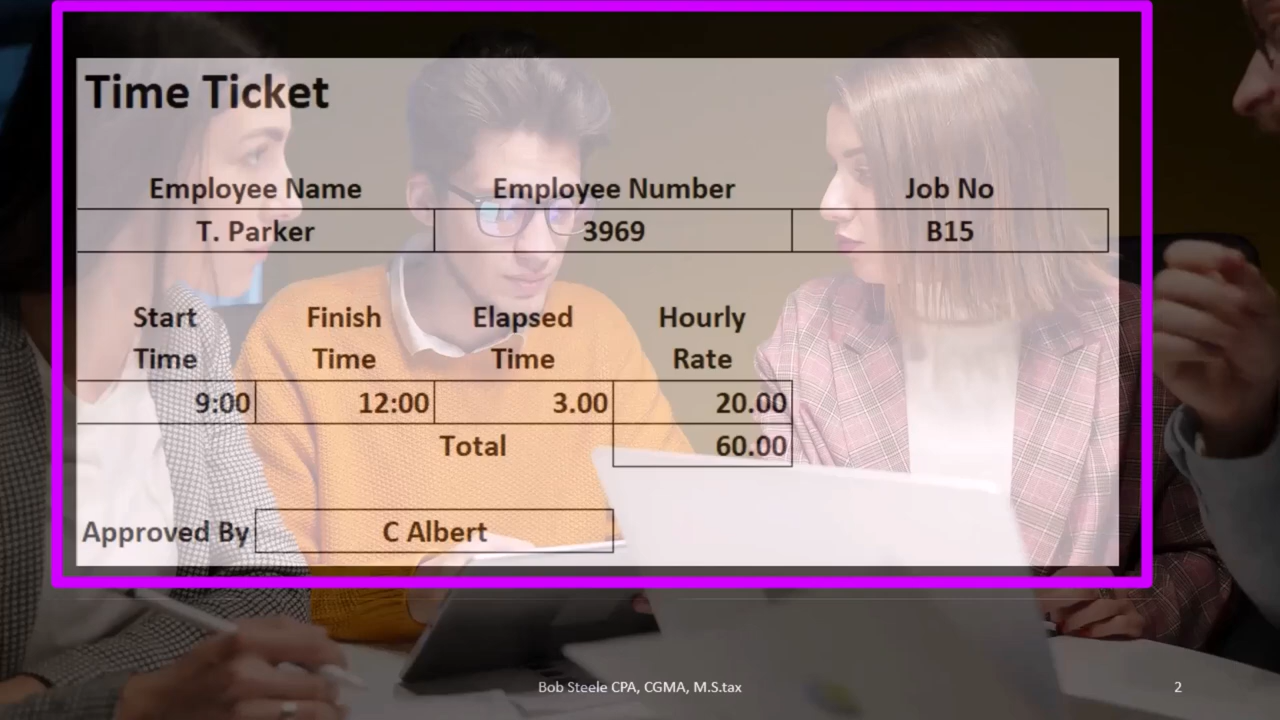 Time Ticket
Employee Name Employee Number Job No
T. Parker 3969 B15
Start Finish Elapsed Hourly
Time Time Time Rate
9:00 12:00 3.00 20.00
Total 60.00
Approved By C Albert
Bob Steele CPA, CGMA, M.S.tax 2